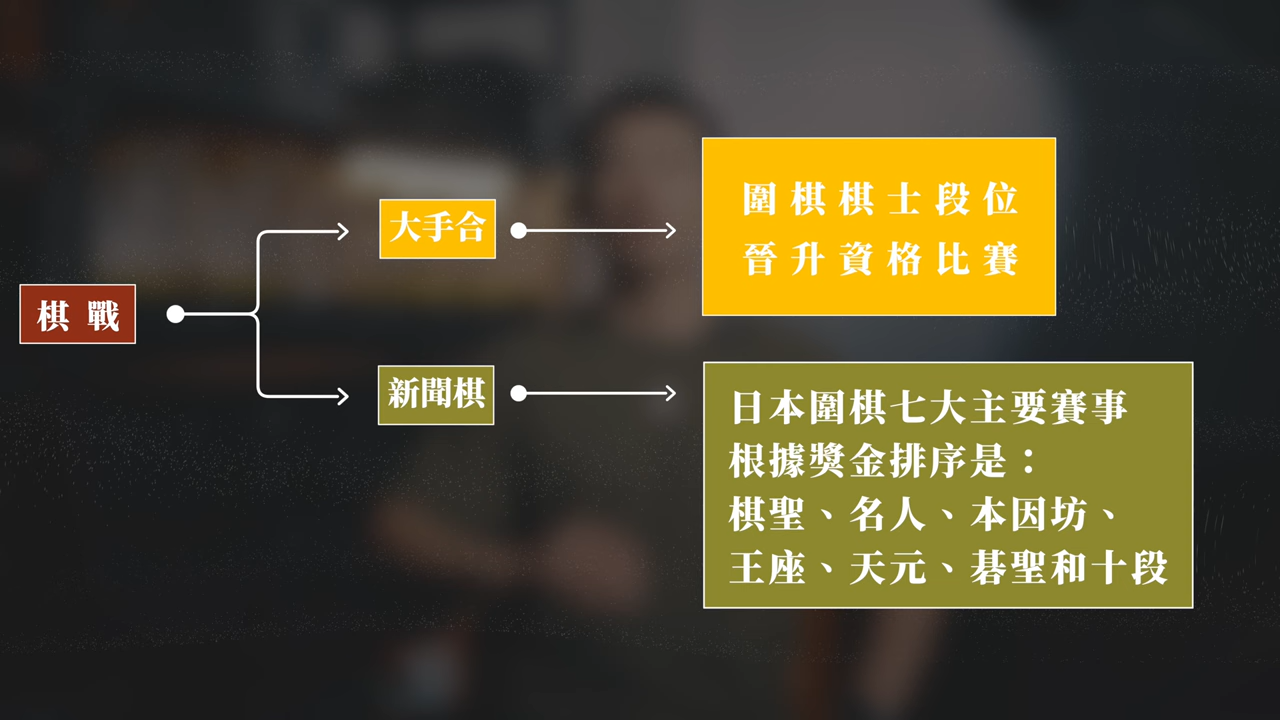 棋戰
大手合
圍棋棋士段位
晉升資格比賽
新聞棋
日本圍棋七大主要賽事
根據獎金排序是：
棋聖、名人、本因坊、
王座、天元、碁聖和十段